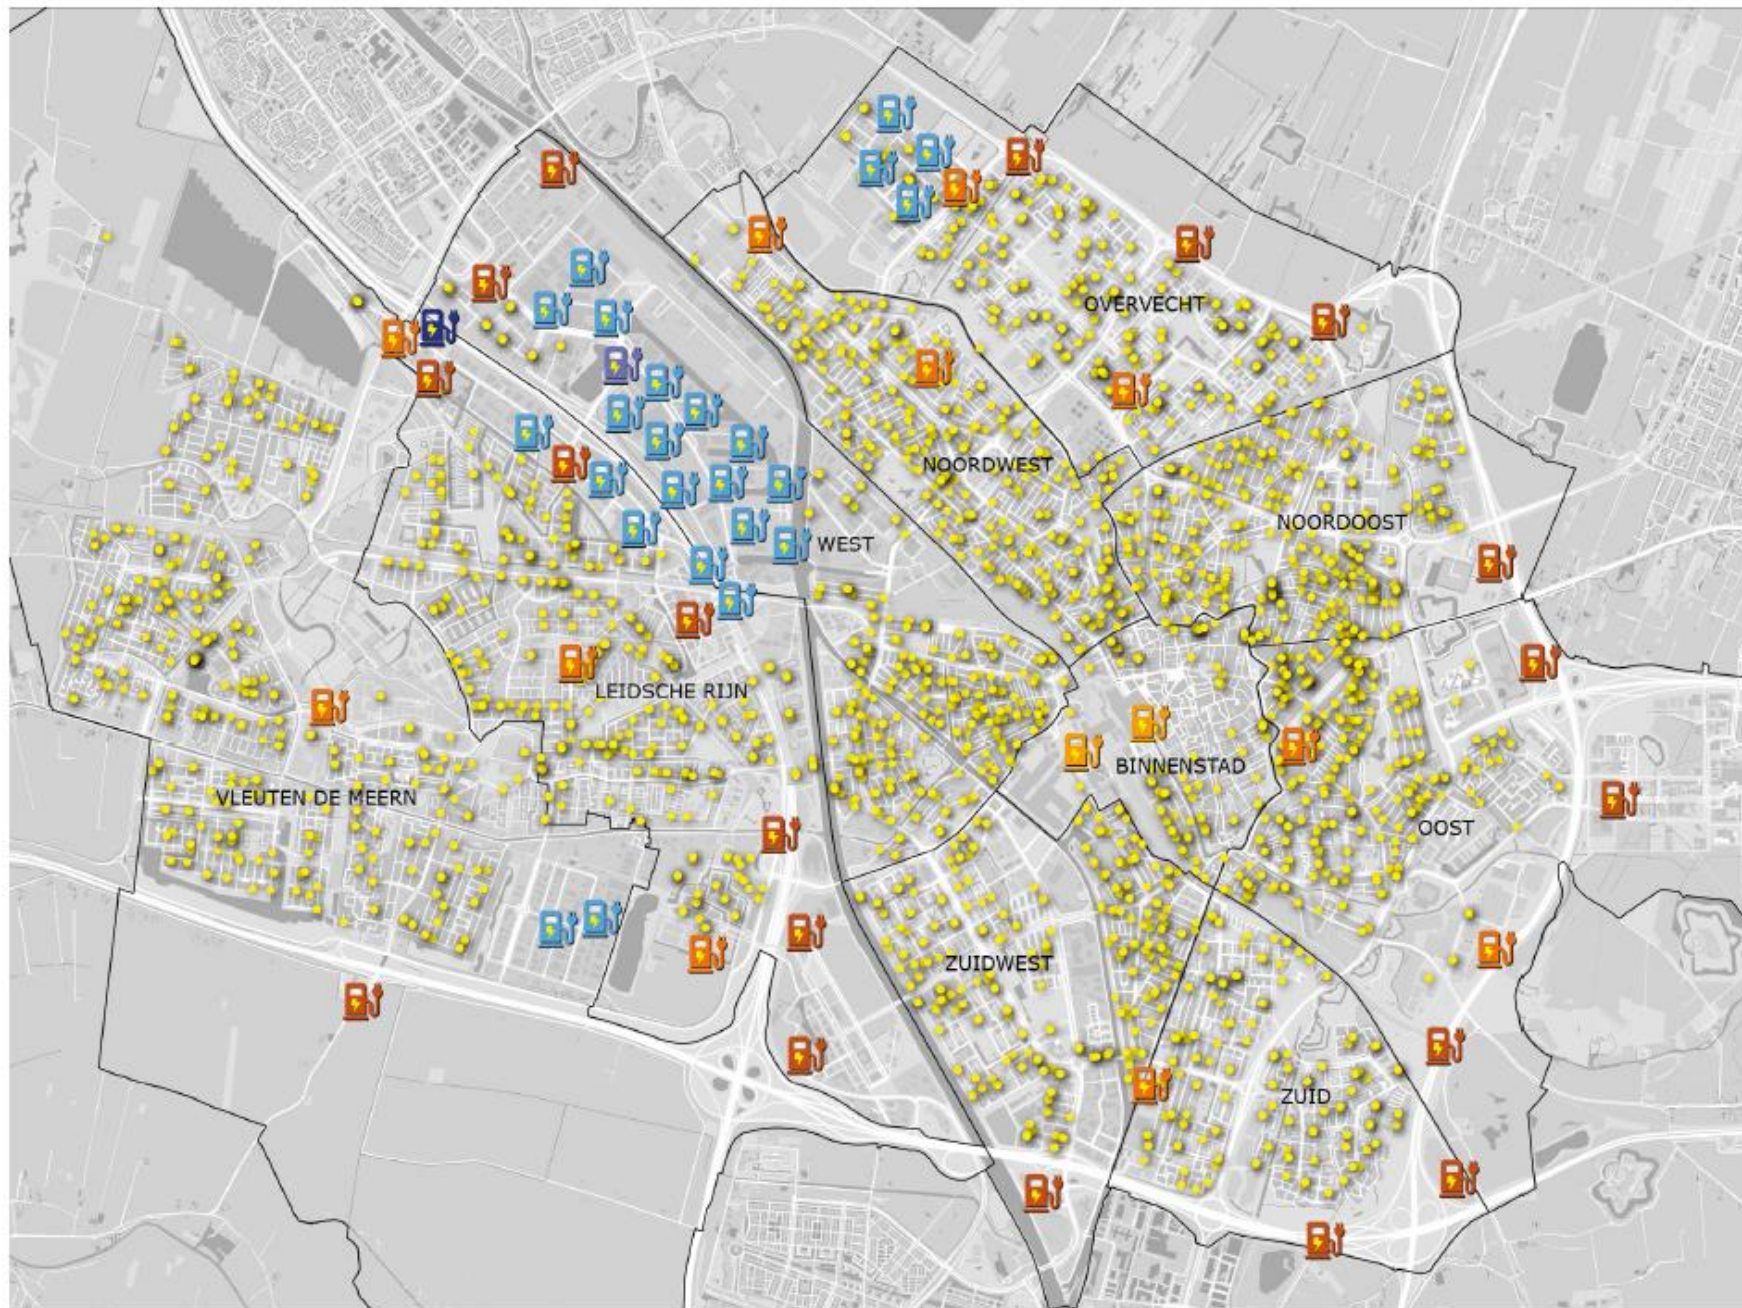 OVERVECHT
NOORDWEST
NOORDOOST
WEST
LEIDSCHE RIJN
BINNENSTAD
VLEUTEN DE MEERN
OOST
ZUIDWEST
ZUID